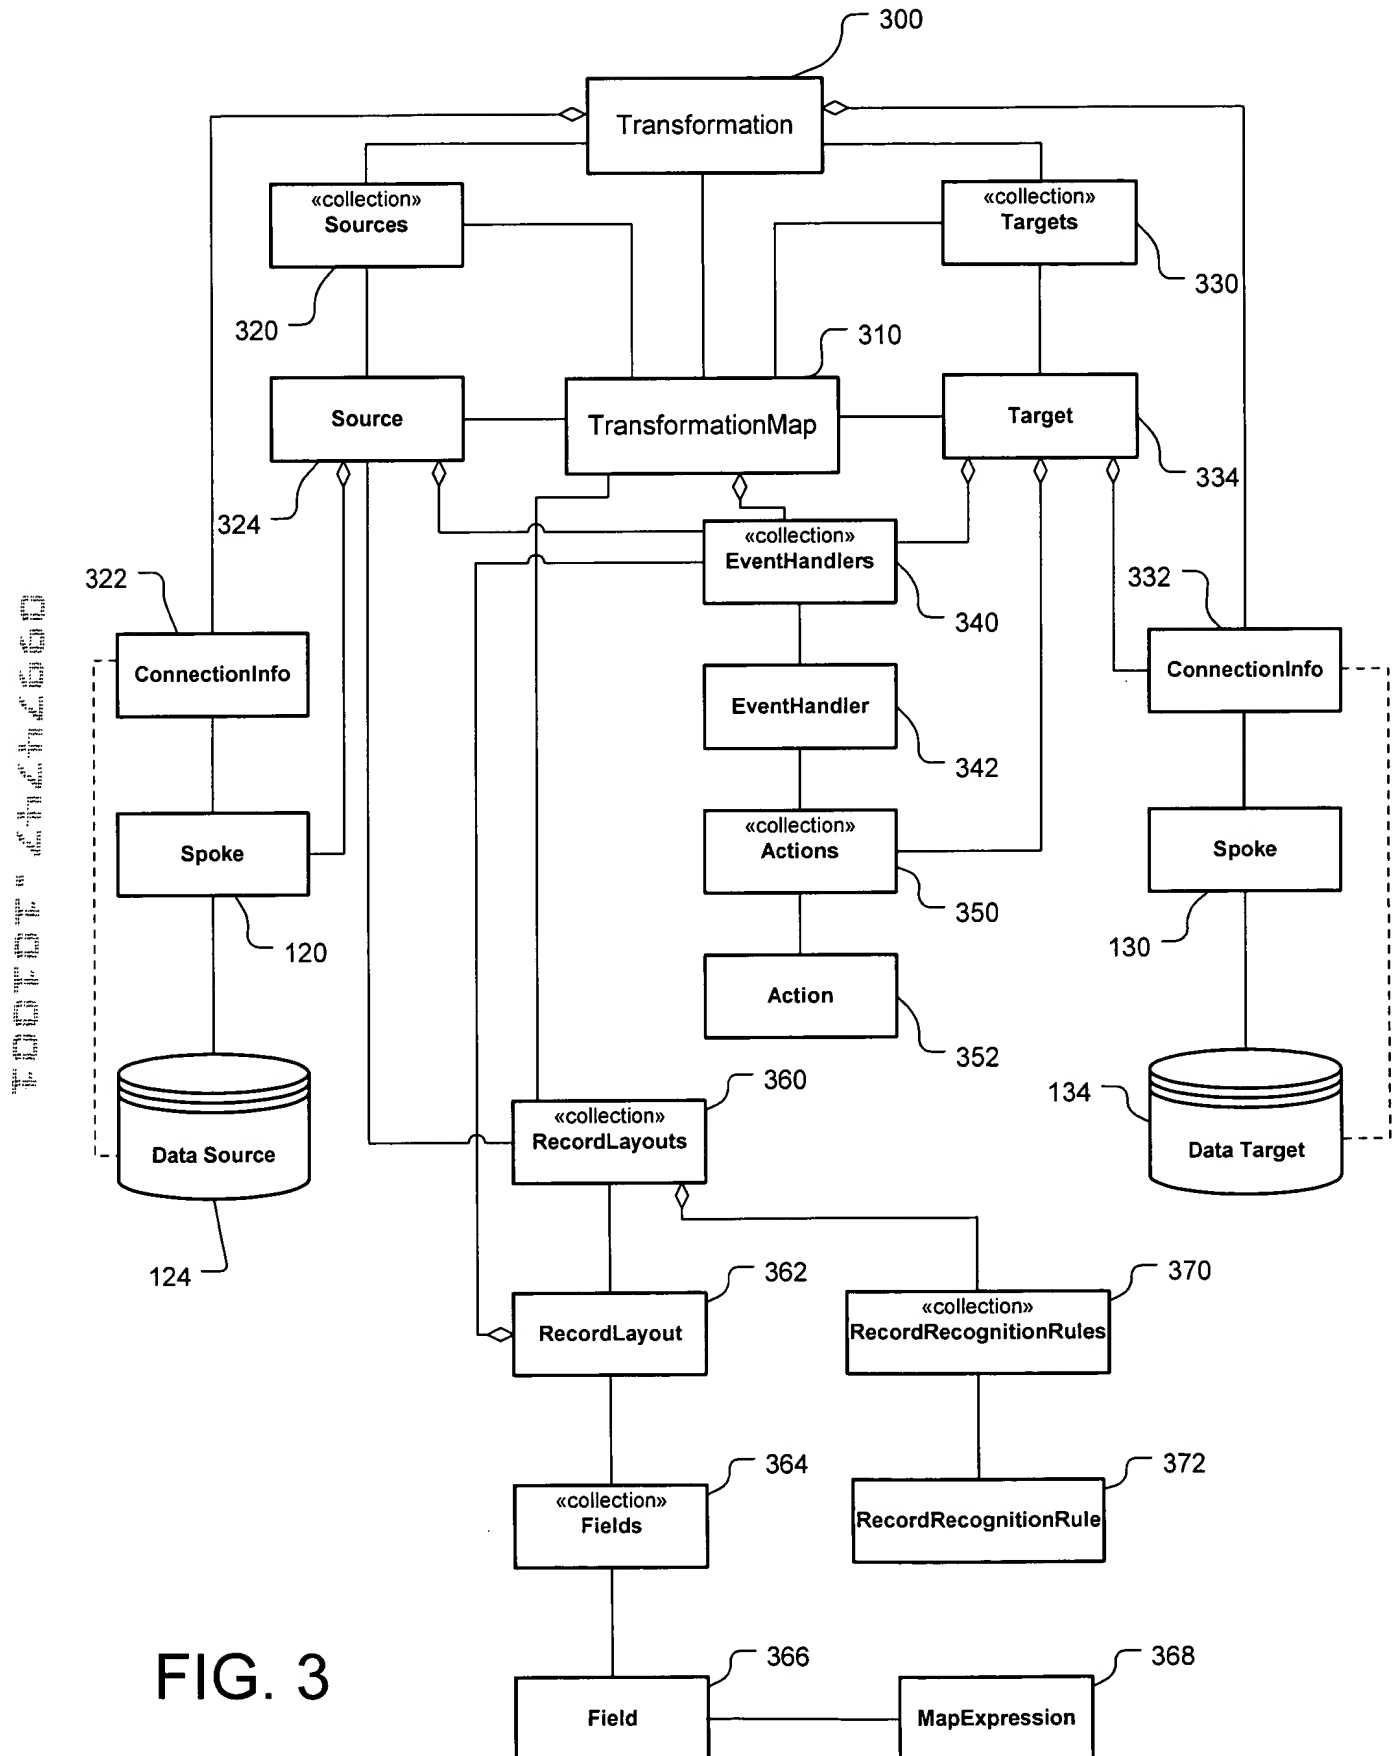 300
Transformation
«collection»
Sources
«collection»
Targets
330
320
310
Source
TransformationMap
Target
334
324
«collection»
EventHandlers
322
332
340
ConnectionInfo
ConnectionInfo
EventHandler
342
«collection»
Actions
Spoke
Spoke
350
120
130
Action
352
360
134
«collection»
RecordLayouts
Data Source
Data Target
124
362
370
«collection»
RecordRecognitionRules
RecordLayout
364
372
«collection»
Fields
RecordRecognitionRule
366
368
FIG. 3
Field
MapExpression